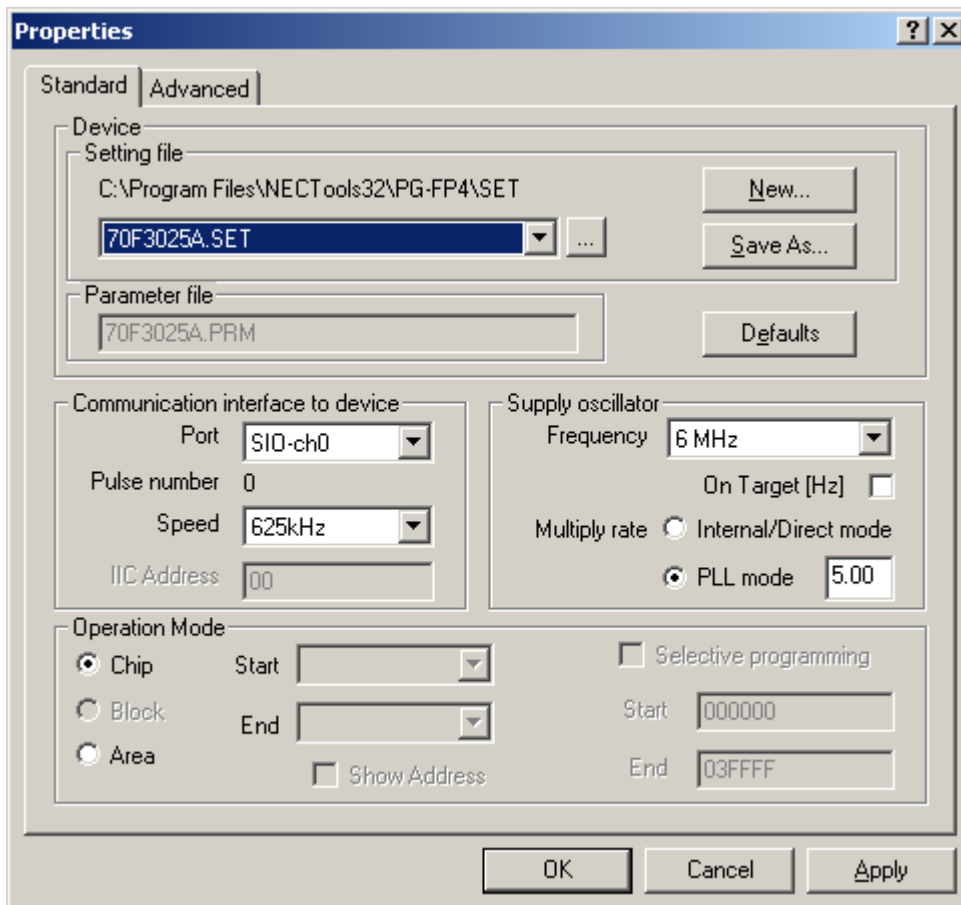 Properties
Standard Advanced
Device
Setting file
C:\Program Files\NECTools32\PG-FP4\SET
New...
70F3025A.SET ...
Save As...
Parameter file
70F3025A.PRM
Defaults
Communication interface to device
Port SIO-ch0
Pulse number 0
Speed 625kHz
IIC Address 00
Supply oscillator
Frequency 6 MHz
On Target [Hz]
Multiply rate Internal/Direct mode
PLL mode 5.00
Operation Mode
Chip Start
Block
End
Area
Show Address
Selective programming
Start 000000
End 03FFFF
OK Cancel Apply